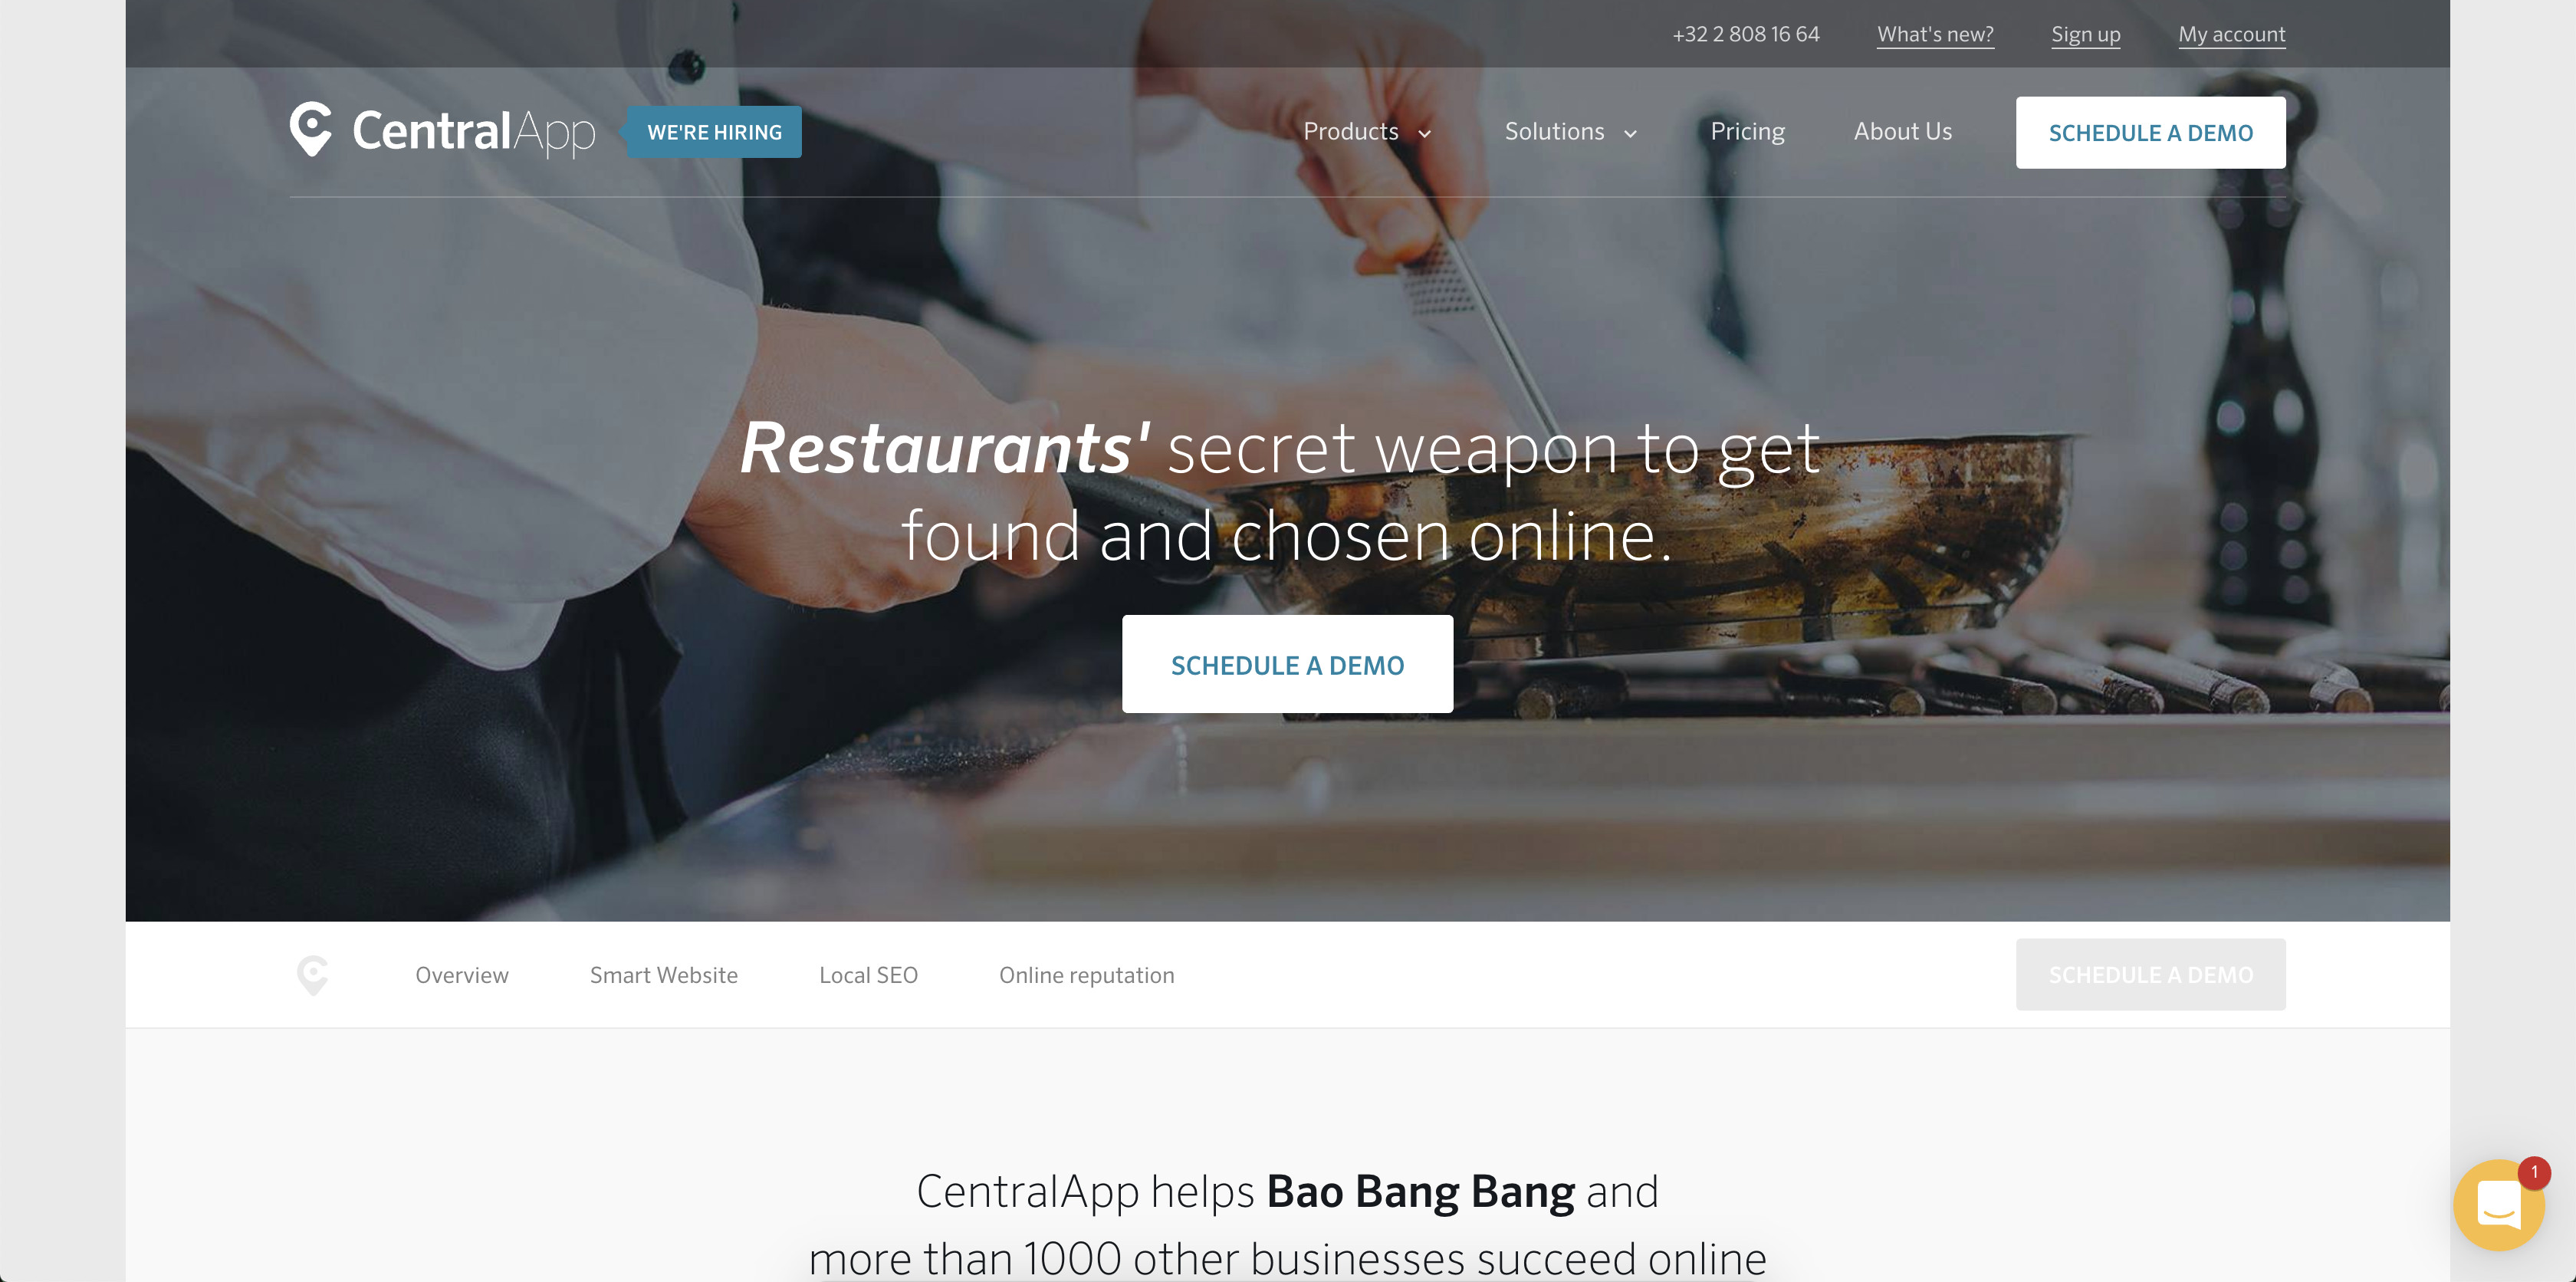 +32 2 808 16 64 What's new? Sign up My account
CentralApp WE'RE HIRING Products Solutions Pricing About Us SCHEDULE A DEMO
Restaurants' secret weapon to get
found and chosen online.
SCHEDULE A DEMO
Overview Smart Website Local SEO Online reputation SCHEDULE A DEMO
CentralApp helps Bao Bang Bang and
more than 1000 other businesses succeed online
1